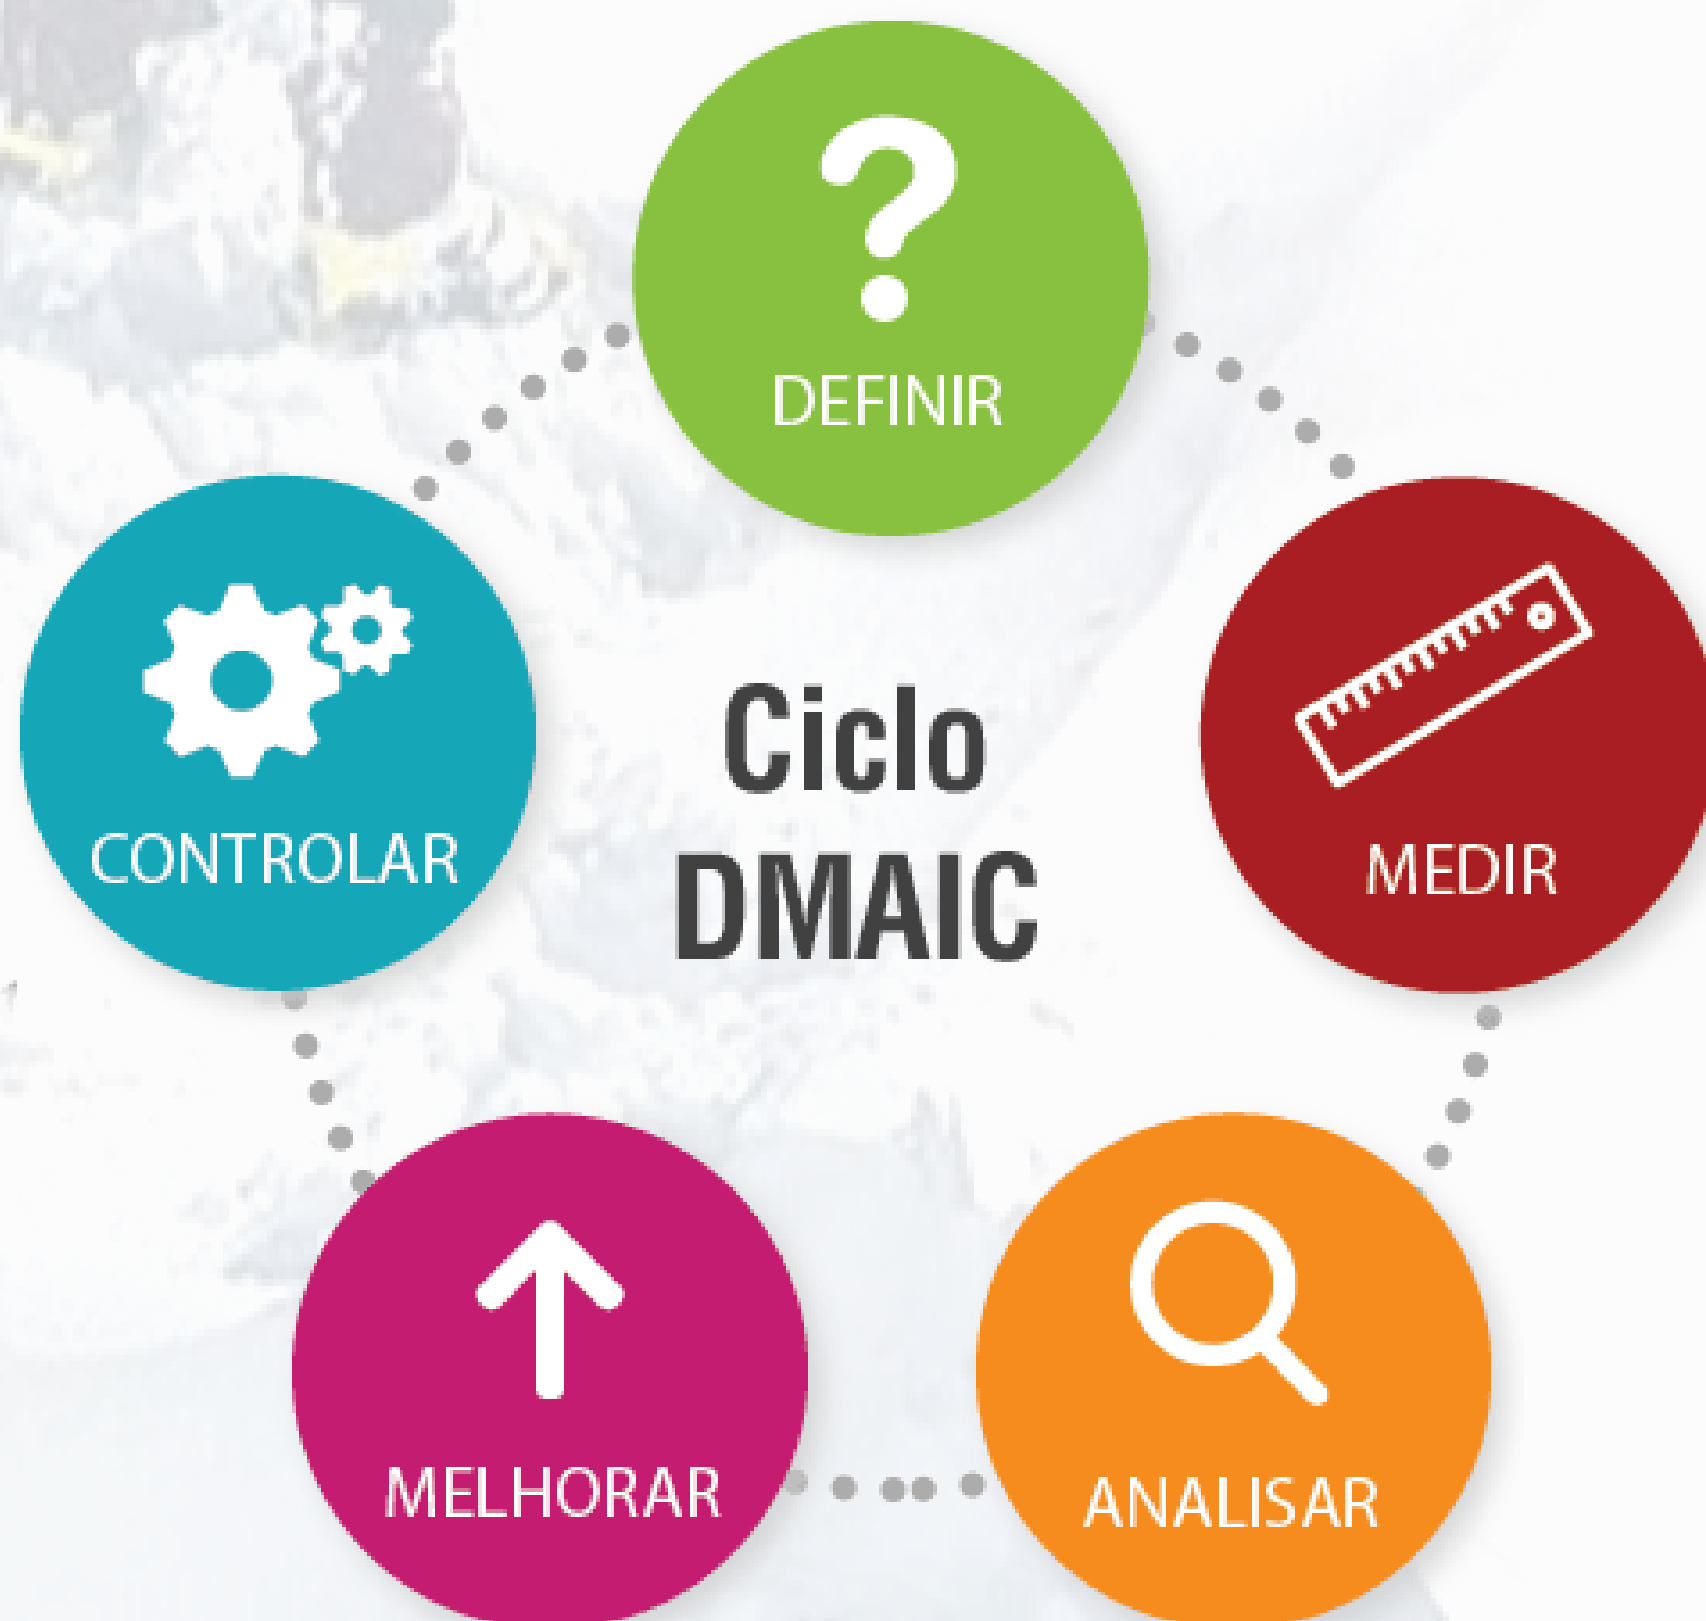 DEFINIR
MEDIR
ANALISAR
MELHORAR
CONTROLAR
Ciclo
DMAIC